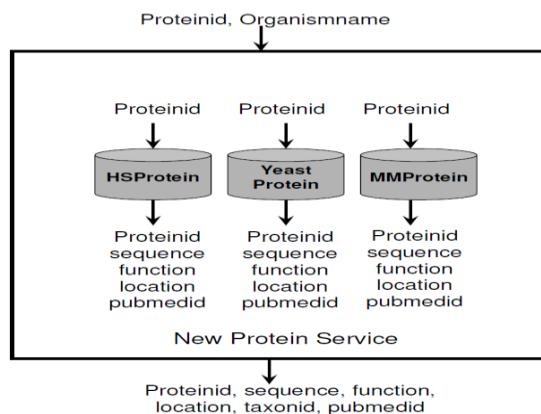 Proteinid, Organismname
Proteinid Proteinid Proteinid
HSProtein Yeast Protein MMProtein
Proteinid Proteinid Proteinid
sequence sequence sequence
function function function
location location location
pubmedid pubmedid pubmedid
New Protein Service
Proteinid, sequence, function,
location, taxonid, pubmedid